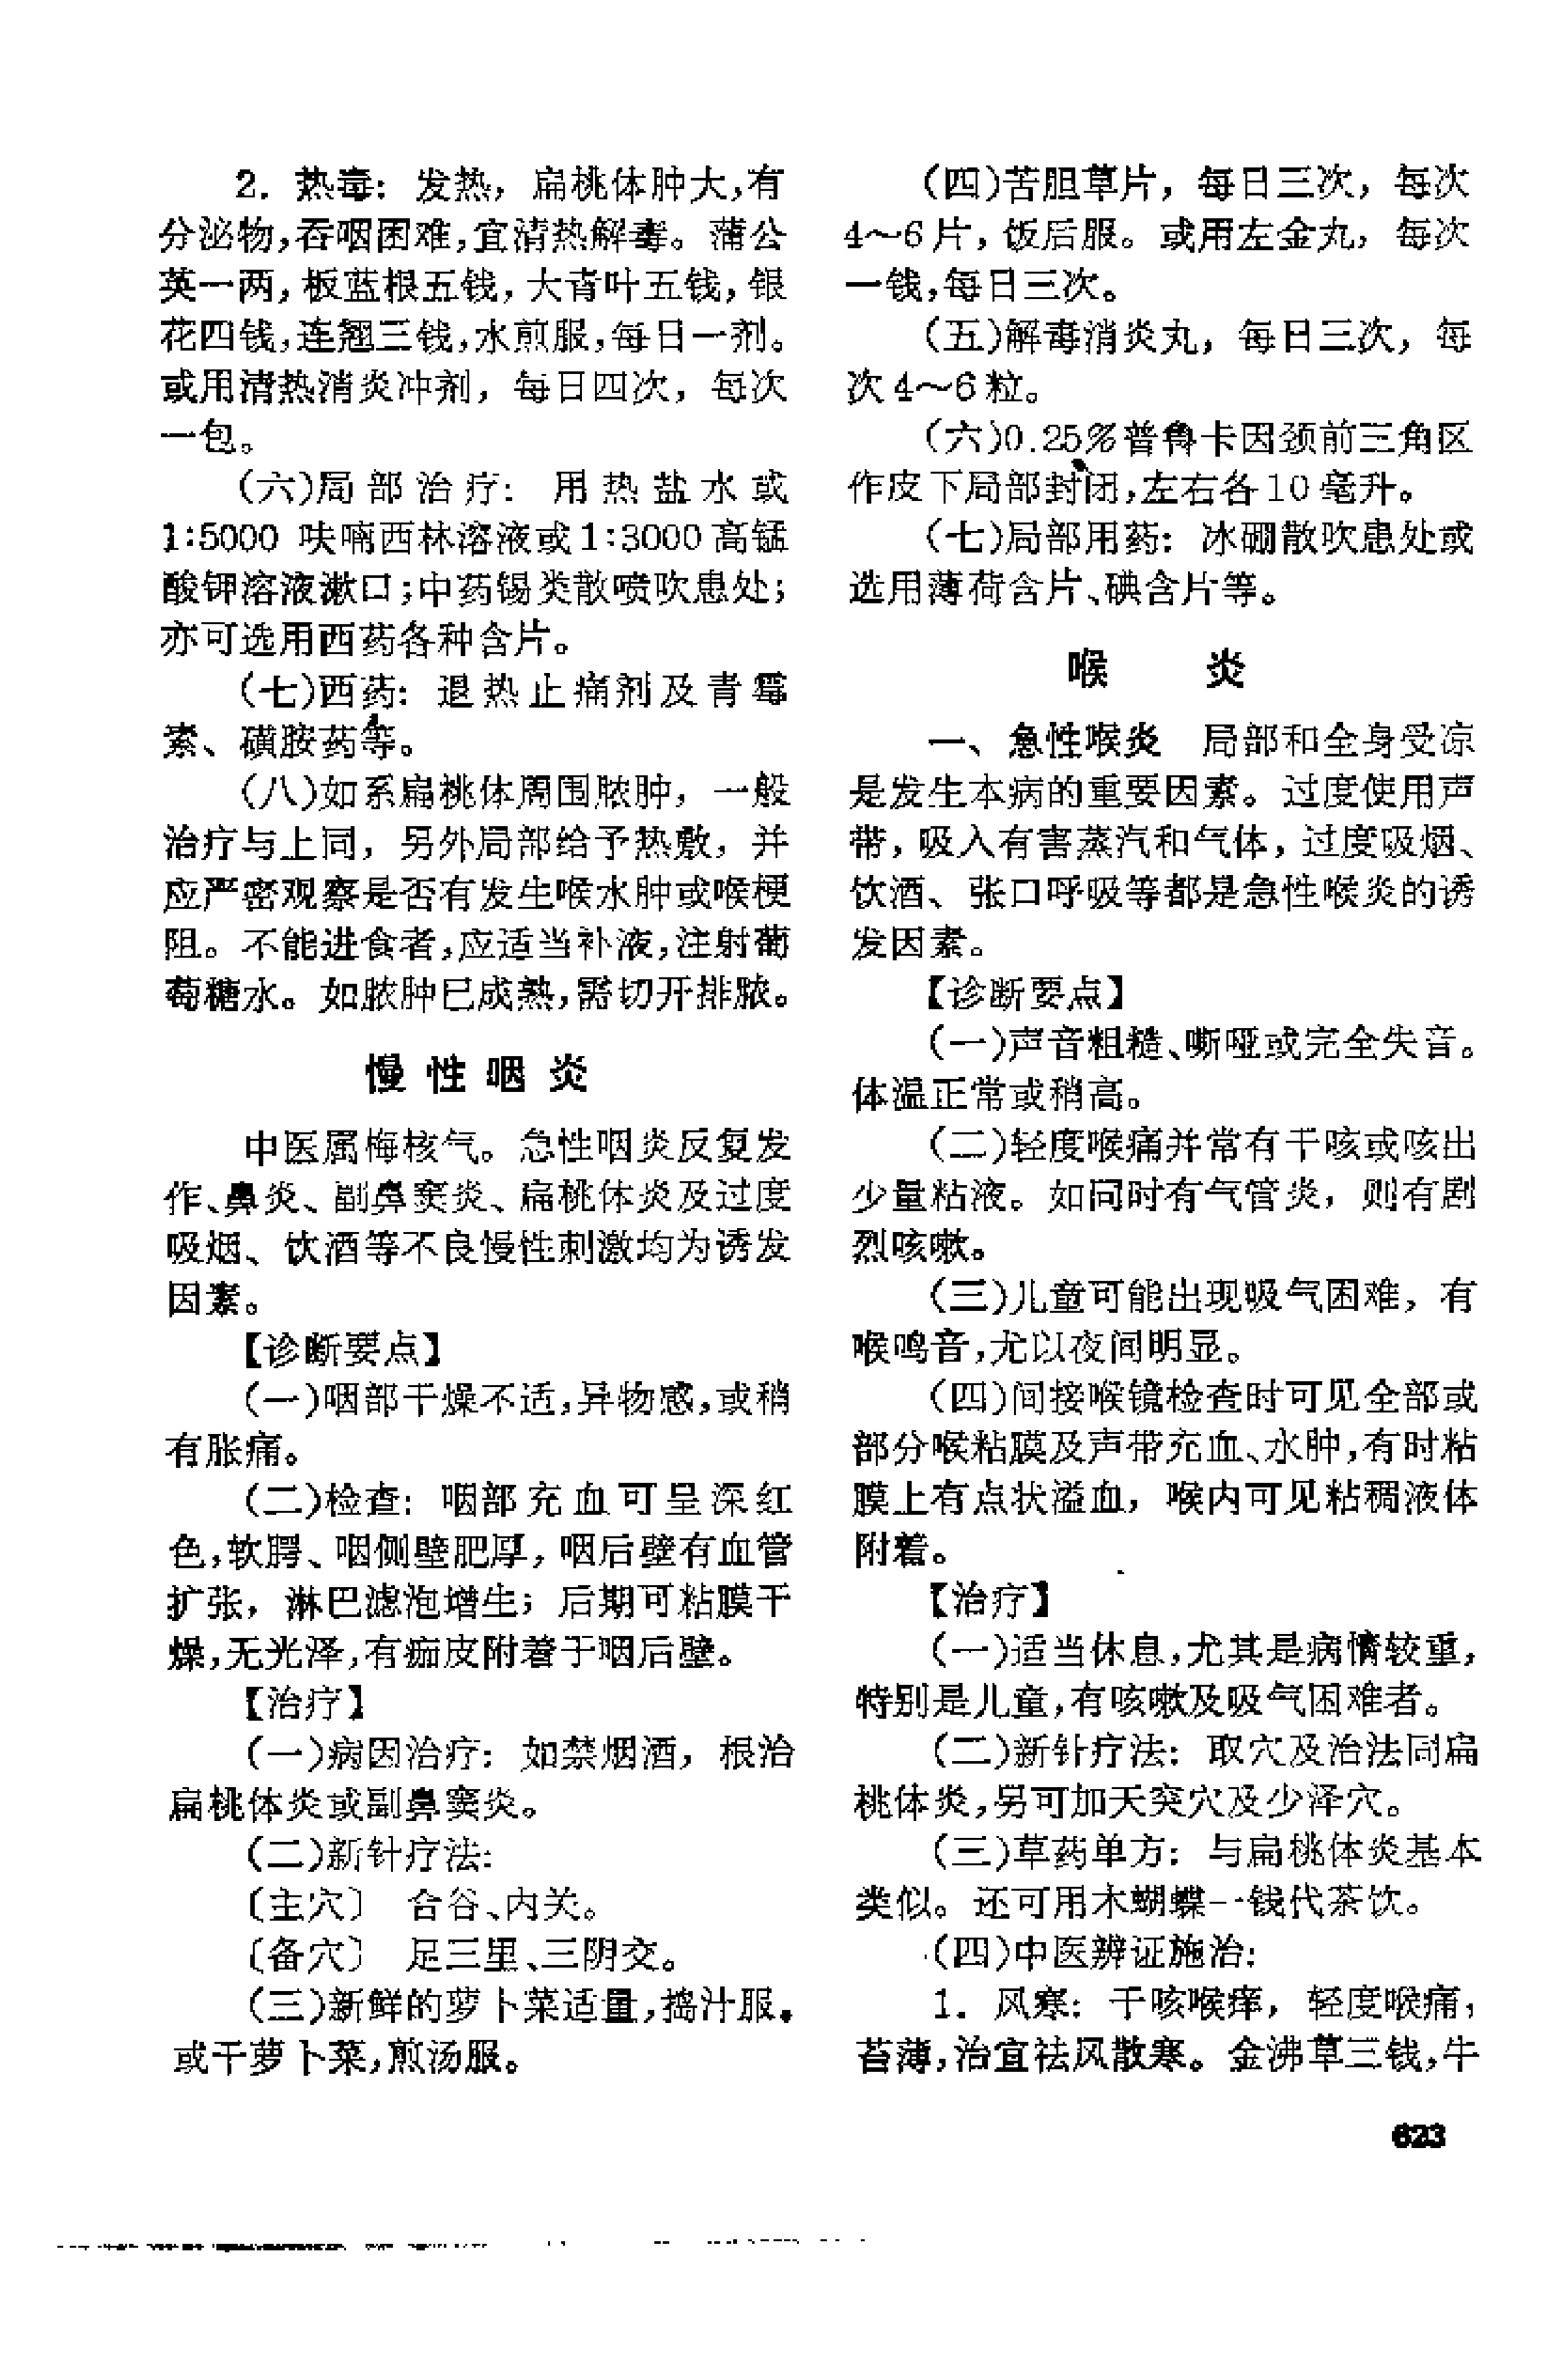 2. 热毒：发热，扁桃体肿大，有
分泌物，吞咽困难，宜清热解毒。蒲公
英一两，板蓝根五钱，大青叶五钱，银
花四钱，连翘三钱，水煎服，每日一剂。
或用清热消炎冲剂，每日四次，每次
一包。
（六）局部治疗：用热盐水或
1:5000 呋喃西林溶液或1:3000高锰
酸钾溶液漱口；中药锡类散喷吹患处；
亦可选用西药各种含片。
（七）西药：退热止痛剂及青霉
素、磺胺药等。
（八）如系扁桃体周围脓肿，一般
治疗与上同，另外局部给予热敷，并
应严密观察是否有发生喉水肿或喉梗
阻。不能进食者，应适当补液，注射葡
萄糖水。如脓肿已成熟，需切开排脓。
慢性咽炎
中医属梅核气。急性咽炎反复发
作、鼻炎、副鼻窦炎、扁桃体炎及过度
吸烟、饮酒等不良慢性刺激均为诱发
因素。
【诊断要点】
（一）咽部干燥不适，异物感，或稍
有胀痛。
（二）检查：咽部充血可呈深红
色，软腭、咽侧壁肥厚，咽后壁有血管
扩张，淋巴滤泡增生；后期可粘膜干
燥，无光泽，有痂皮附着于咽后壁。
【治疗】
（一）病因治疗：如禁烟酒，根治
扁桃体炎或副鼻窦炎。
（二）新针疗法：
〔主穴〕 合谷、内关。
〔备穴〕 足三里、三阴交。
（三）新鲜的萝卜菜适量，捣汁服。
或干萝卜菜，煎汤服。
（四）苦胆草片，每日三次，每次
4～6片，饭后服。或用左金丸，每次
一钱，每日三次。
（五）解毒消炎丸，每日三次，每
次4～6粒。
（六）0.25%普鲁卡因颈前三角区
作皮下局部封闭，左右各10毫升。
（七）局部用药：冰硼散吹患处或
选用薄荷含片、碘含片等。
喉 炎
一、急性喉炎 局部和全身受凉
是发生本病的重要因素。过度使用声
带，吸入有害蒸汽和气体，过度吸烟、
饮酒、张口呼吸等都是急性喉炎的诱
发因素。
【诊断要点】
（一）声音粗糙、嘶哑或完全失音。
体温正常或稍高。
（二）轻度喉痛并常有干咳或咳出
少量粘液。如同时有气管炎，则有剧
烈咳嗽。
（三）儿童可能出现吸气困难，有
喉鸣音，尤以夜间明显。
（四）间接喉镜检查时可见全部或
部分喉粘膜及声带充血、水肿，有时粘
膜上有点状溢血，喉内可见粘稠液体
附着。
【治疗】
（一）适当休息，尤其是病情较重，
特别是儿童，有咳嗽及吸气困难者。
（二）新针疗法：取穴及治法同扁
桃体炎，另可加天突穴及少泽穴。
（三）草药单方：与扁桃体炎基本
类似。还可用木蝴蝶一钱代茶饮。
（四）中医辨证施治：
1. 风寒：干咳喉痒，轻度喉痛，
苔薄，治宜祛风散寒。金沸草三钱，牛
623